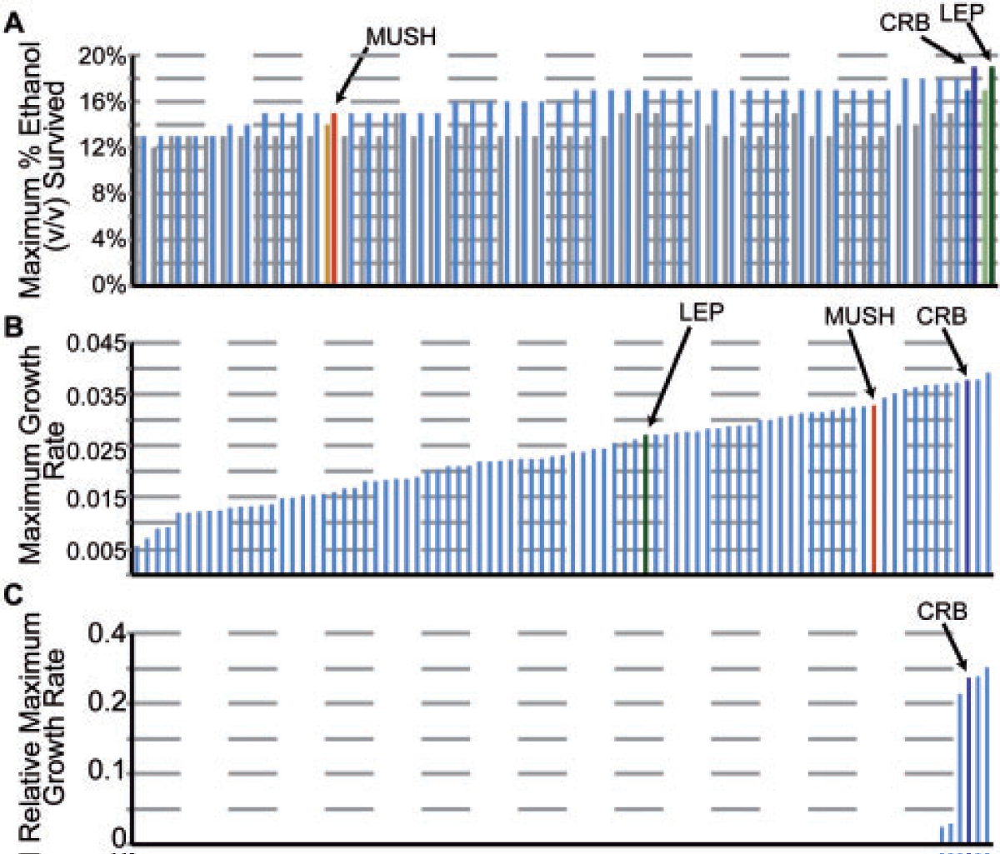 A
CRB LEP
MUSH
Maximum % Ethanol
(v/v) Survived
20%
16%
12%
8%
4%
0%
B
LEP MUSH CRB
Maximum Growth
Rate
0.045
0.035
0.025
0.015
0.005
C
CRB
Relative Maximum
Growth Rate
0.4
0.2
0.1
0